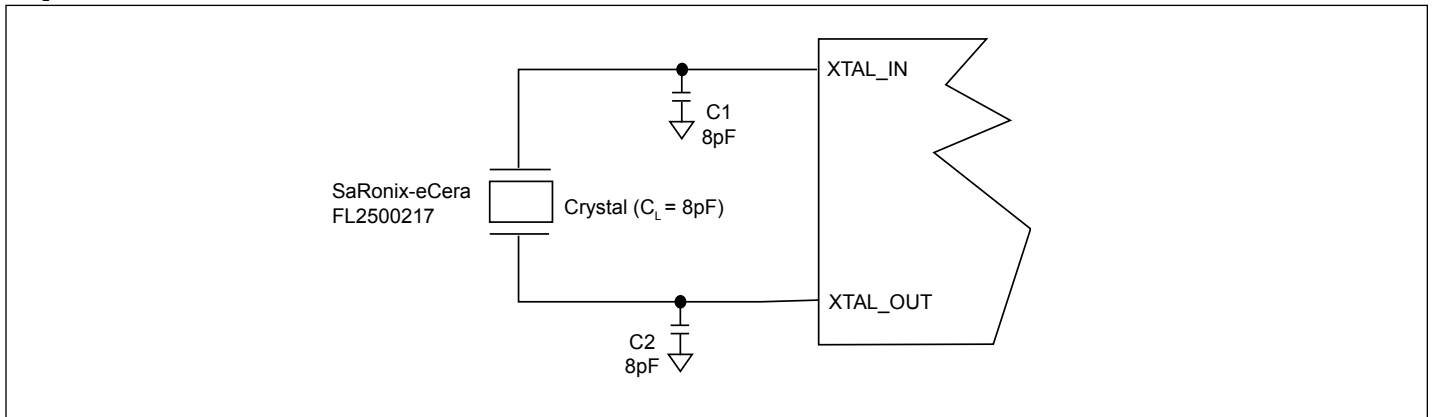 XTAL_IN
C1
8pF
SaRonix-eCera
FL2500217
Crystal (CL = 8pF)
XTAL_OUT
C2
8pF